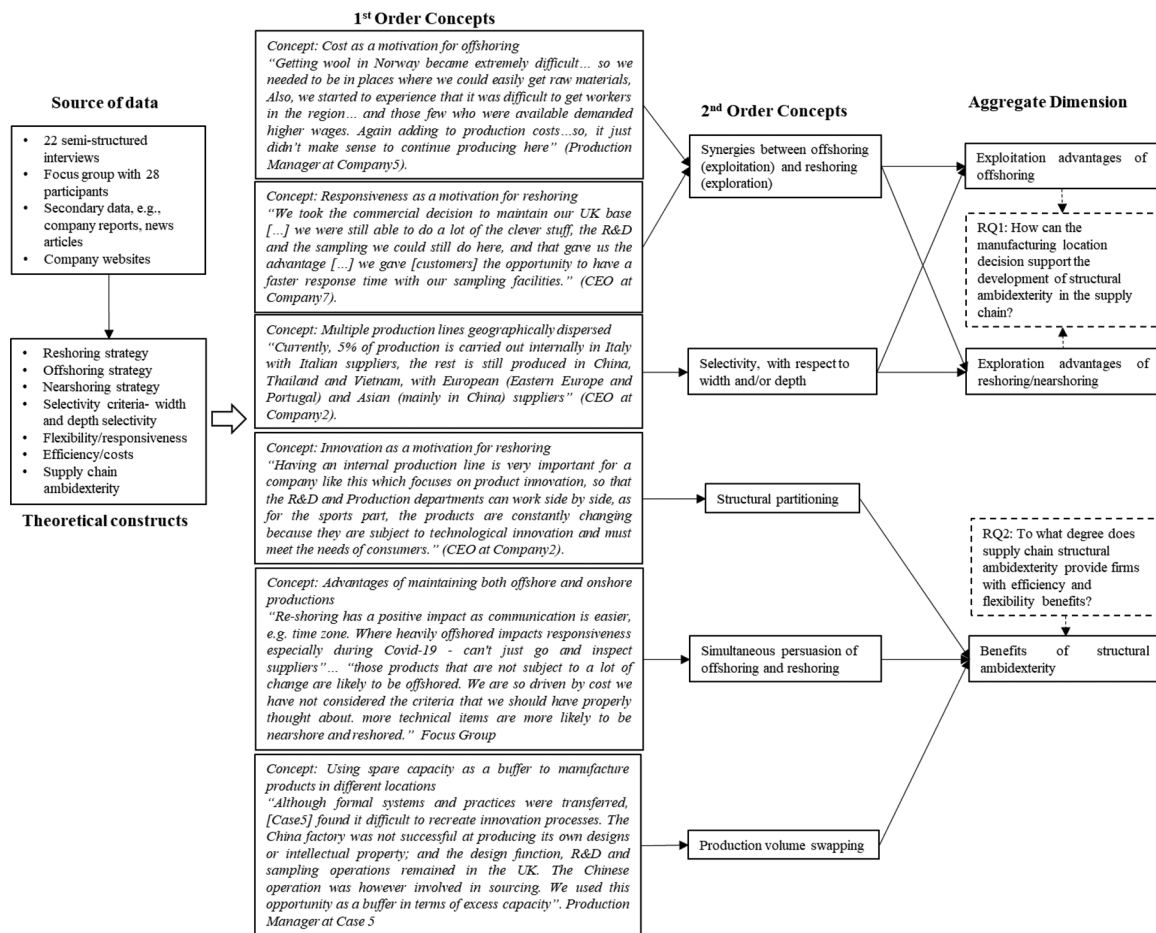 Source of data
• 22 semi-structured
interviews
• Focus group with 28
participants
• Secondary data, e.g.,
company reports, news
articles
• Company websites
• Reshoring strategy
• Offshoring strategy
• Nearshoring strategy
• Selectivity criteria- width
and depth selectivity
• Flexibility/responsiveness
• Efficiency/costs
• Supply chain
ambidexterity
Theoretical constructs
1st Order Concepts
Concept: Cost as a motivation for offshoring
“Getting wool in Norway became extremely difficult… so we
needed to be in places where we could easily get raw materials,
Also, we started to experience that it was difficult to get workers
in the region… and those few who were available demanded
higher wages. Again adding to production costs…so, it just
didn’t make sense to continue producing here” (Production
Manager at Company5).
Concept: Responsiveness as a motivation for reshoring
“We took the commercial decision to maintain our UK base
[…] we were still able to do a lot of the clever stuff, the R&D
and the sampling we could still do here, and that gave us the
advantage […] we gave [customers] the opportunity to have a
faster response time with our sampling facilities.” (CEO at
Company7).
Concept: Multiple production lines geographically dispersed
“Currently, 5% of production is carried out internally in Italy
with Italian suppliers, the rest is still produced in China,
Thailand and Vietnam, with European (Eastern Europe and
Portugal) and Asian (mainly in China) suppliers” (CEO at
Company2).
Concept: Innovation as a motivation for reshoring
“Having an internal production line is very important for a
company like this which focuses on product innovation, so that
the R&D and Production departments can work side by side, as
for the sports part, the products are constantly changing
because they are subject to technological innovation and must
meet the needs of consumers.” (CEO at Company2).
Concept: Advantages of maintaining both offshore and onshore
productions
“Re-shoring has a positive impact as communication is easier,
e.g. time zone. Where heavily offshored impacts responsiveness
especially during Covid-19 - can't just go and inspect
suppliers”… “those products that are not subject to a lot of
change are likely to be offshored. We are so driven by cost we
have not considered the criteria that we should have properly
thought about. more technical items are more likely to be
nearshore and reshored.” Focus Group
Concept: Using spare capacity as a buffer to manufacture
products in different locations
“Although formal systems and practices were transferred,
[Case5] found it difficult to recreate innovation processes. The
China factory was not successful at producing its own designs
or intellectual property; and the design function, R&D and
sampling operations remained in the UK. The Chinese
operation was however involved in sourcing. We used this
opportunity as a buffer in terms of excess capacity”. Production
Manager at Case 5
2nd Order Concepts
Synergies between offshoring
(exploitation) and reshoring
(exploration)
Selectivity, with respect to
width and/or depth
Structural partitioning
Simultaneous persuasion of
offshoring and reshoring
Production volume swapping
Aggregate Dimension
Exploitation advantages of
offshoring
RQ1: How can the
manufacturing location
decision support the
development of structural
ambidexterity in the supply
chain?
Exploration advantages of
reshoring/nearshoring
RQ2: To what degree does
supply chain structural
ambidexterity provide firms
with efficiency and
flexibility benefits?
Benefits of structural
ambidexterity